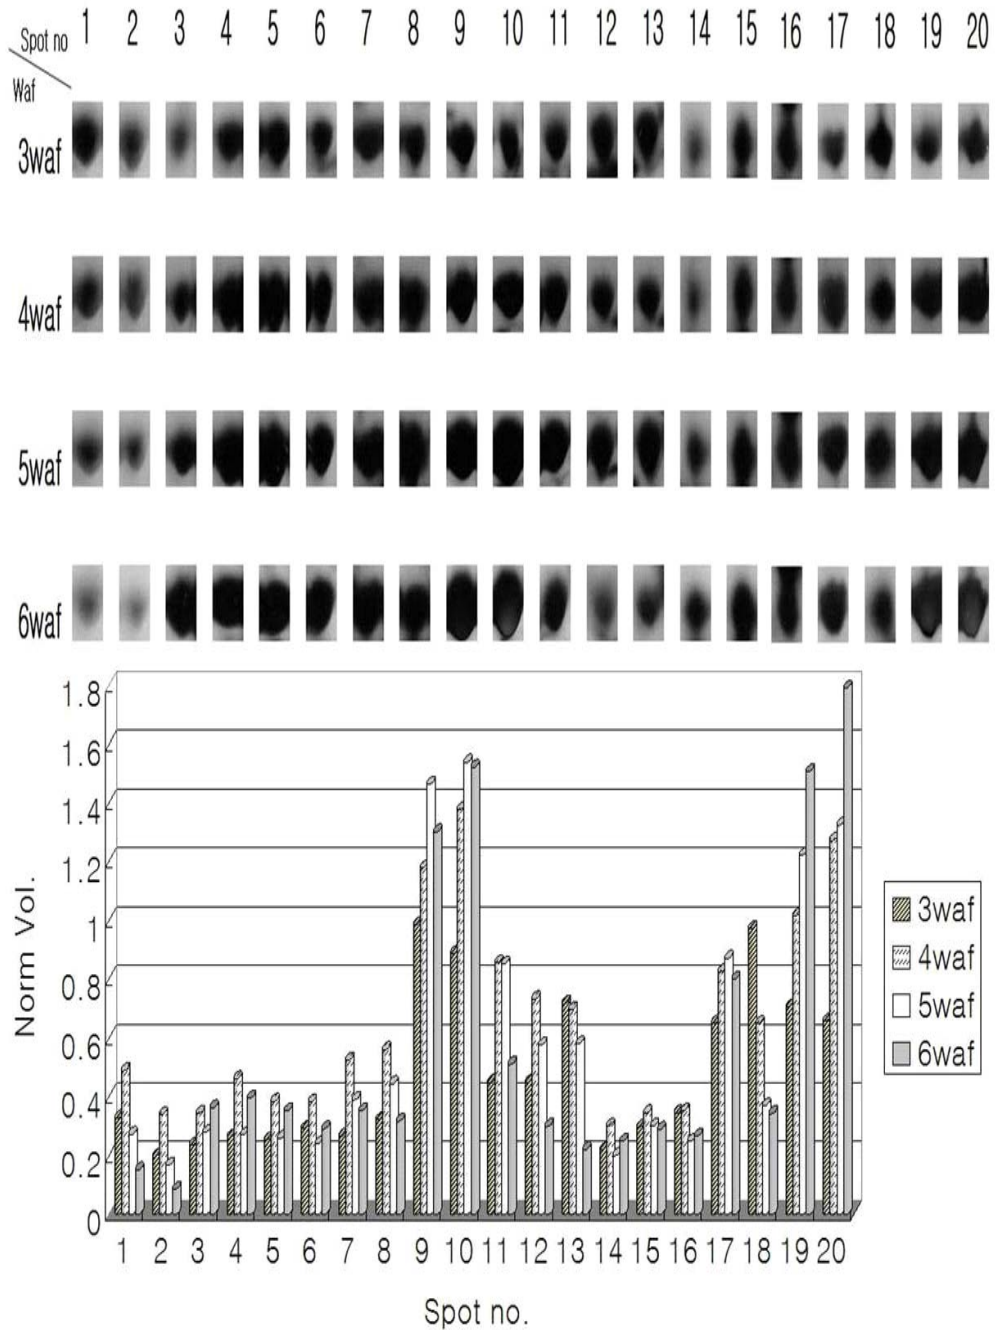 Spot no 1 2 3 4 5 6 7 8 9 10 11 12 13 14 15 16 17 18 19 20
Waf
3waf
4waf
5waf
6waf
1.8
1.6
1.4
1.2
1
0.8
0.6
0.4
0.2
0
Norm Vol.
3waf
4waf
5waf
6waf
1 2 3 4 5 6 7 8 9 10 11 12 13 14 15 16 17 18 19 20
Spot no.